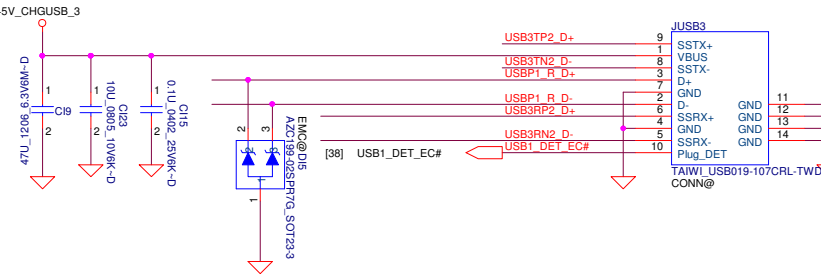 5V_CHGUSB_3
1
2
CI9
47U_1206_6.3V6M~D
1
2
CI23
10U_0805_10V6K~D
1
2
CI15
0.1U_0402_25V6K~D
2
3
1
EMC@ DI5
AZC199-02SPR7G_SOT23-3
[38] USB1_DET_EC#
JUSB3
USB3TP2_D+ 9 SSTX+
1 VBUS
USB3TN2_D- 8 SSTX-
USBP1_R_D+ 3 D+
7 GND
USBP1_R_D- 2 D- GND 11
USB3RP2_D+ 6 SSRX+ GND 12
4 GND GND 13
USB3RN2_D- 5 SSRX- GND 14
USB1_DET_EC# 10 Plug_DET
TAIWI_USB019-107CRL-TWD
CONN@